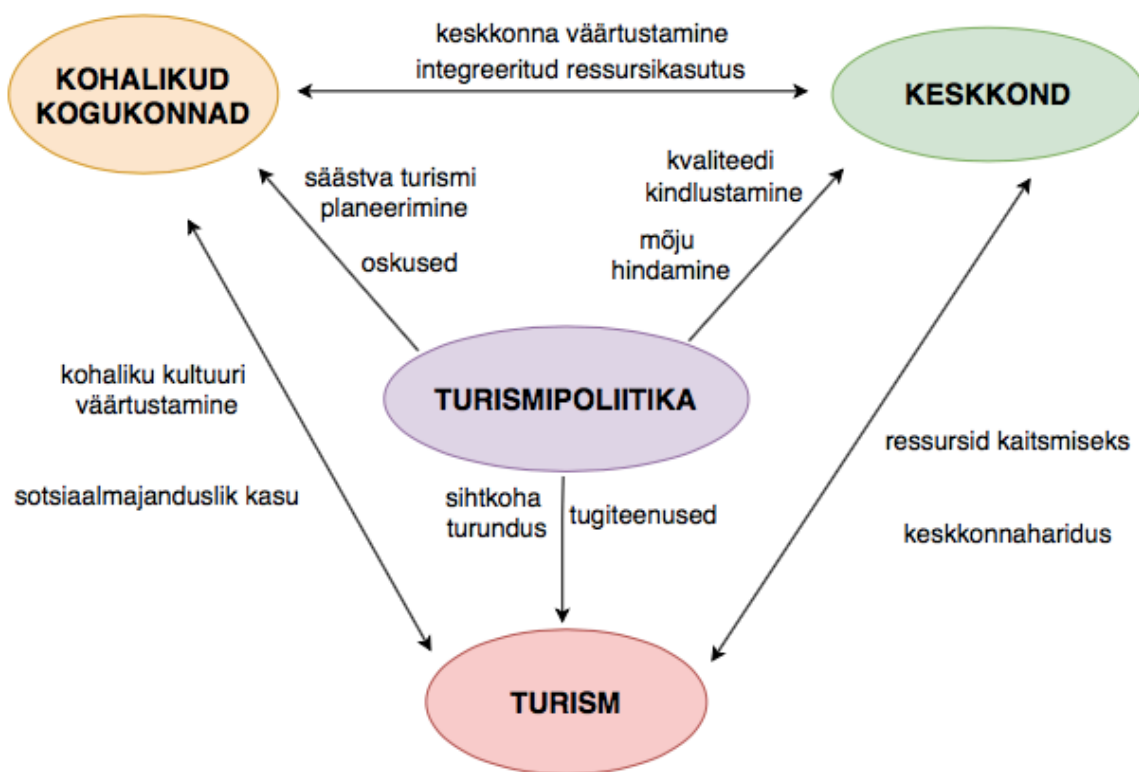 keskkonna väärtustamine
integreeritud ressursikasutus
KOHALIKUD
KOGUKONNAD
KESKKOND
säästva turismi
planeerimine
oskused
kvaliteedi
kindlustamine
mõju
hindamine
TURISMIPOLIITIKA
kohaliku kultuuri
väärtustamine
sotsiaalmajanduslik kasu
ressursid kaitsmiseks
keskkonnaharidus
sihtkoha
turundus
tugiteenused
TURISM